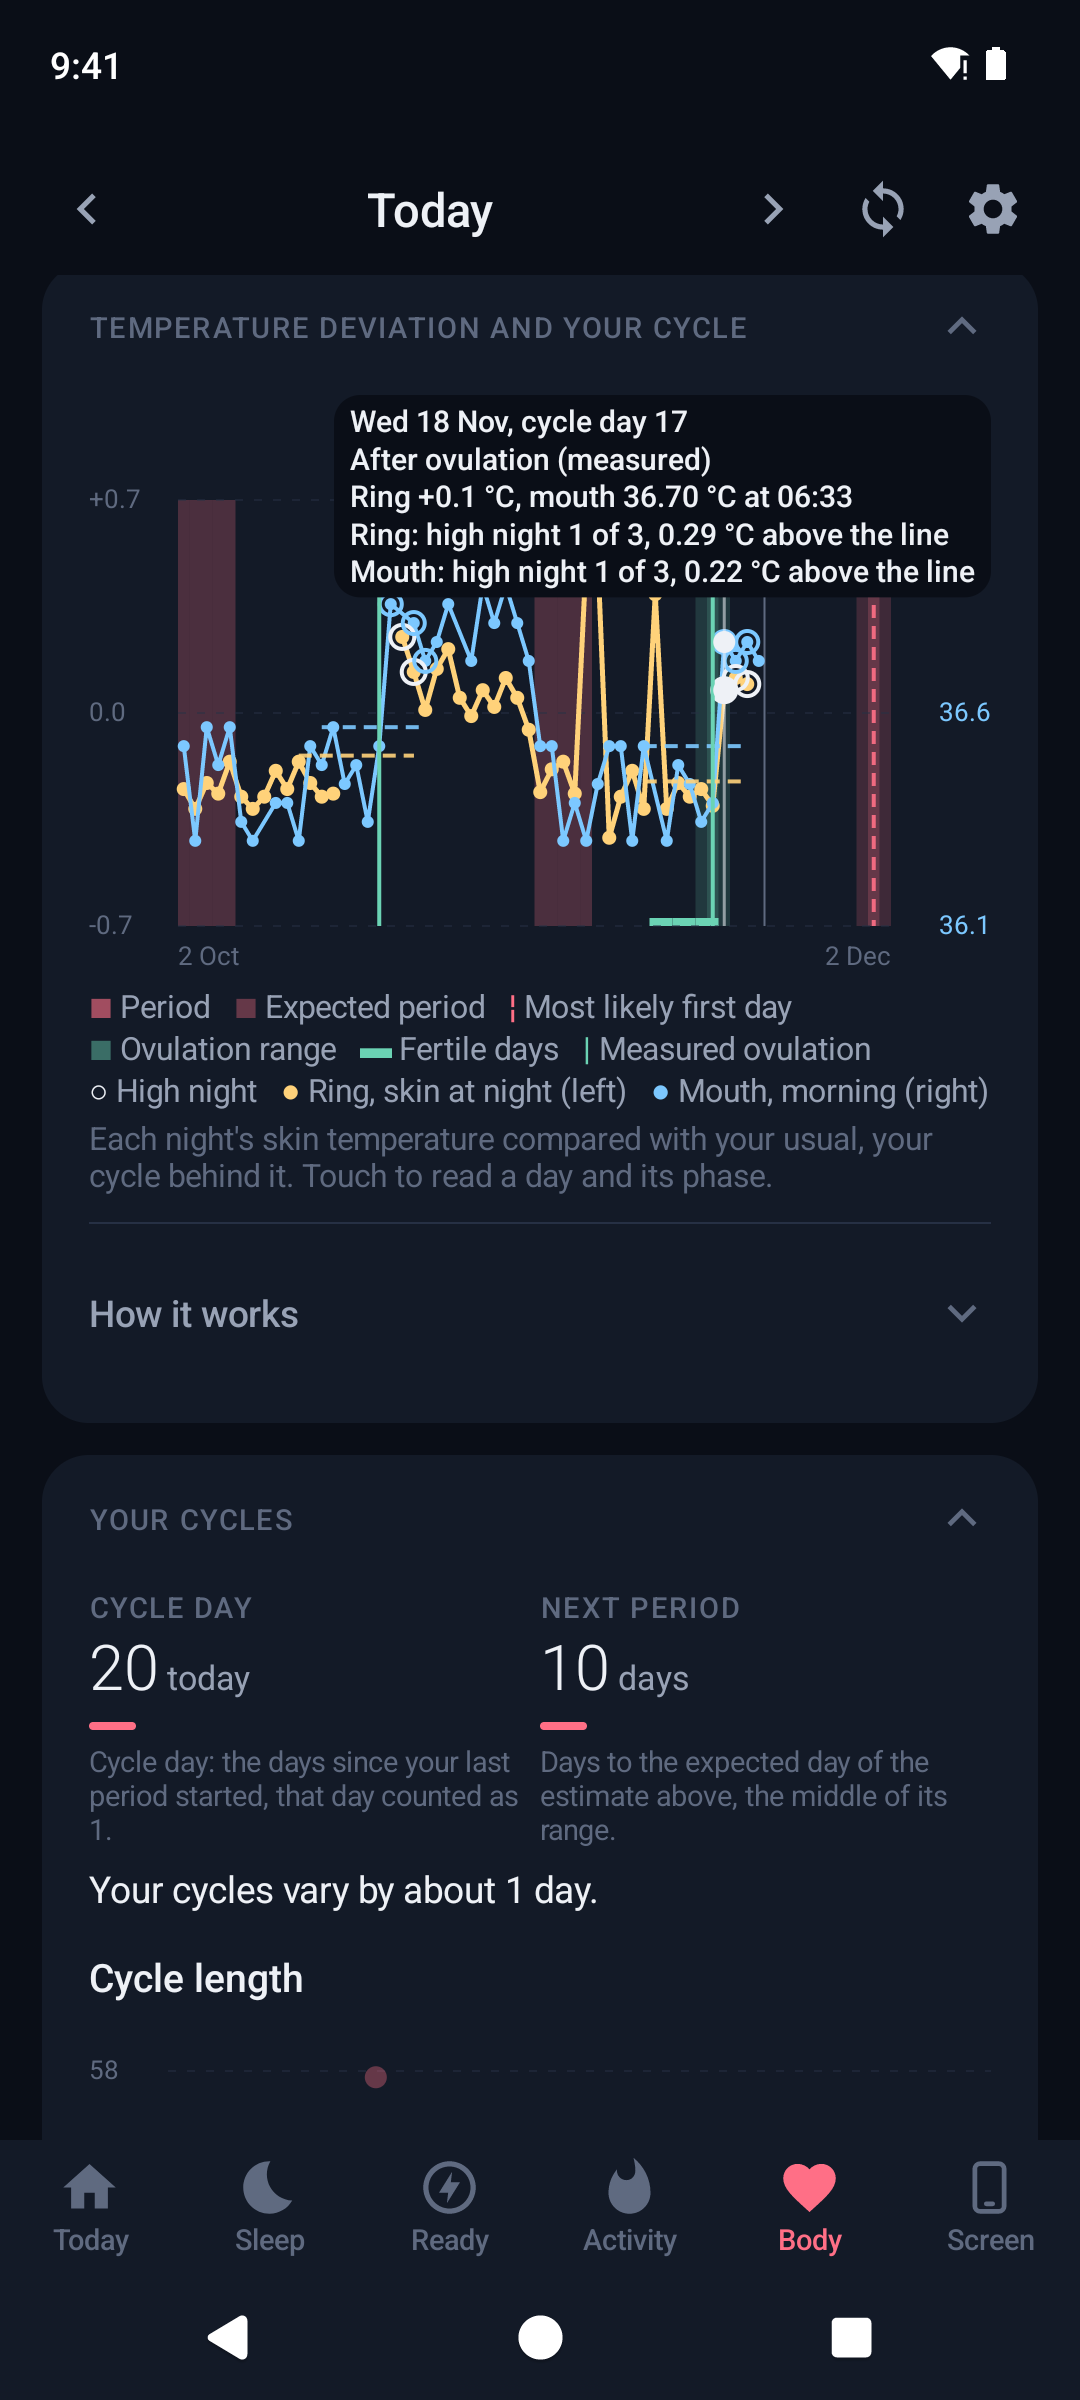 9:41
Today
TEMPERATURE DEVIATION AND YOUR CYCLE
Wed 18 Nov, cycle day 17
After ovulation (measured)
Ring +0.1 °C, mouth 36.70 °C at 06:33
Ring: high night 1 of 3, 0.29 °C above the line
Mouth: high night 1 of 3, 0.22 °C above the line
+0.7
0.0
36.6
-0.7
36.1
2 Oct
2 Dec
Period
Expected period
Most likely first day
Ovulation range
Fertile days
Measured ovulation
High night
Ring, skin at night (left)
Mouth, morning (right)
Each night's skin temperature compared with your usual, your
cycle behind it. Touch to read a day and its phase.
How it works
YOUR CYCLES
CYCLE DAY
20 today
Cycle day: the days since your last
period started, that day counted as
1.
NEXT PERIOD
10 days
Days to the expected day of the
estimate above, the middle of its
range.
Your cycles vary by about 1 day.
Cycle length
58
Today
Sleep
Ready
Activity
Body
Screen